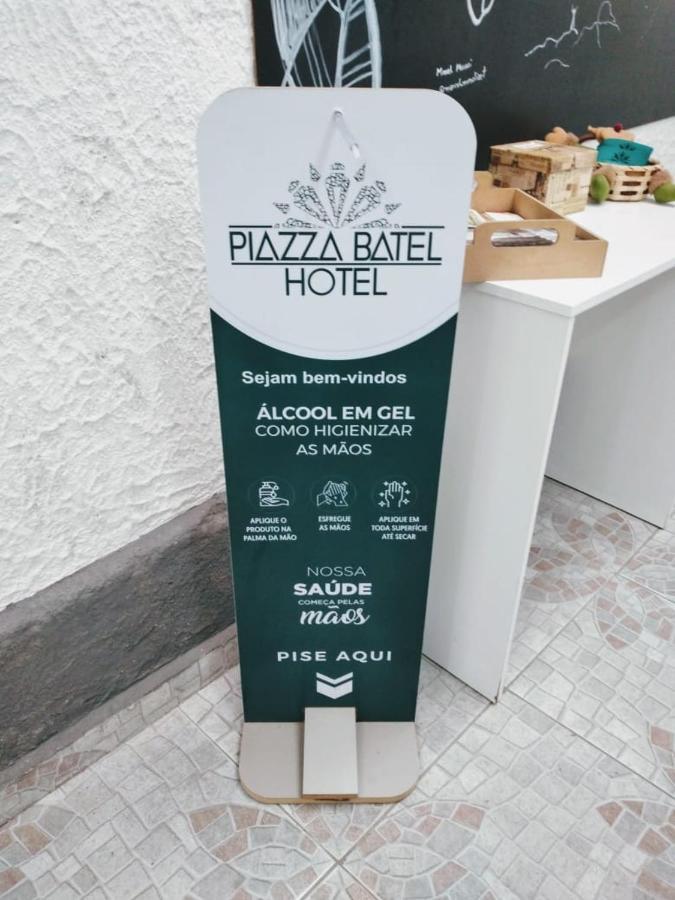 PIAZZA BATEL
HOTEL
Sejam bem-vindos
ÁLCOOL EM GEL
COMO HIGIENIZAR
AS MÃOS
APLIQUE O
PRODUTO NA
PALMA DA MÃO
ESFREGUE
AS MÃOS
APLIQUE EM
TODA SUPERFÍCIE
ATÉ SECAR
NOSSA
SAÚDE
COMEÇA PELAS
mãos
PISE AQUI